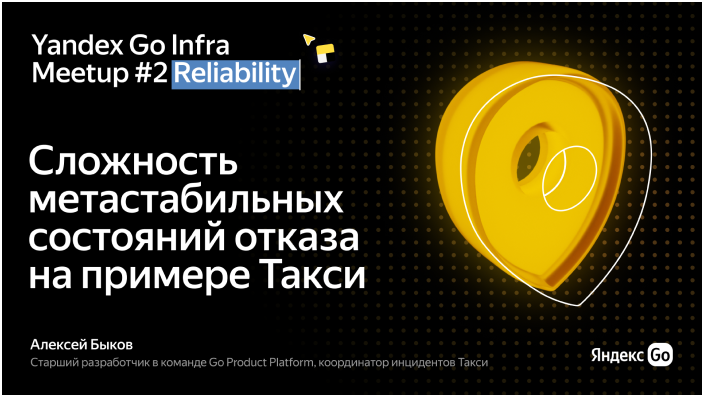 Yandex Go Infra
Meetup #2 Reliability
Сложность
метастабильных
состояний отказа
на примере Такси
Алексей Быков
Старший разработчик в команде Go Product Platform, координатор инцидентов Такси
Яндекс Go